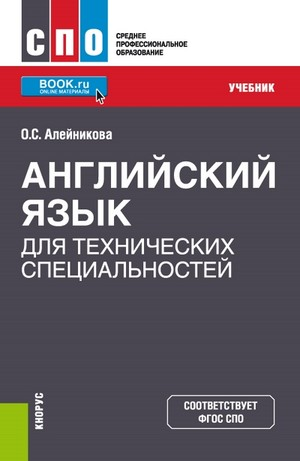 СПО
СРЕДНЕЕ
ПРОФЕССИОНАЛЬНОЕ
ОБРАЗОВАНИЕ
BOOK.ru
ONLINE МАТЕРИАЛЫ
УЧЕБНИК
О.С. Алейникова
АНГЛИЙСКИЙ
ЯЗЫК
ДЛЯ ТЕХНИЧЕСКИХ
СПЕЦИАЛЬНОСТЕЙ
КНОРУС
СООТВЕТСТВУЕТ
ФГОС СПО